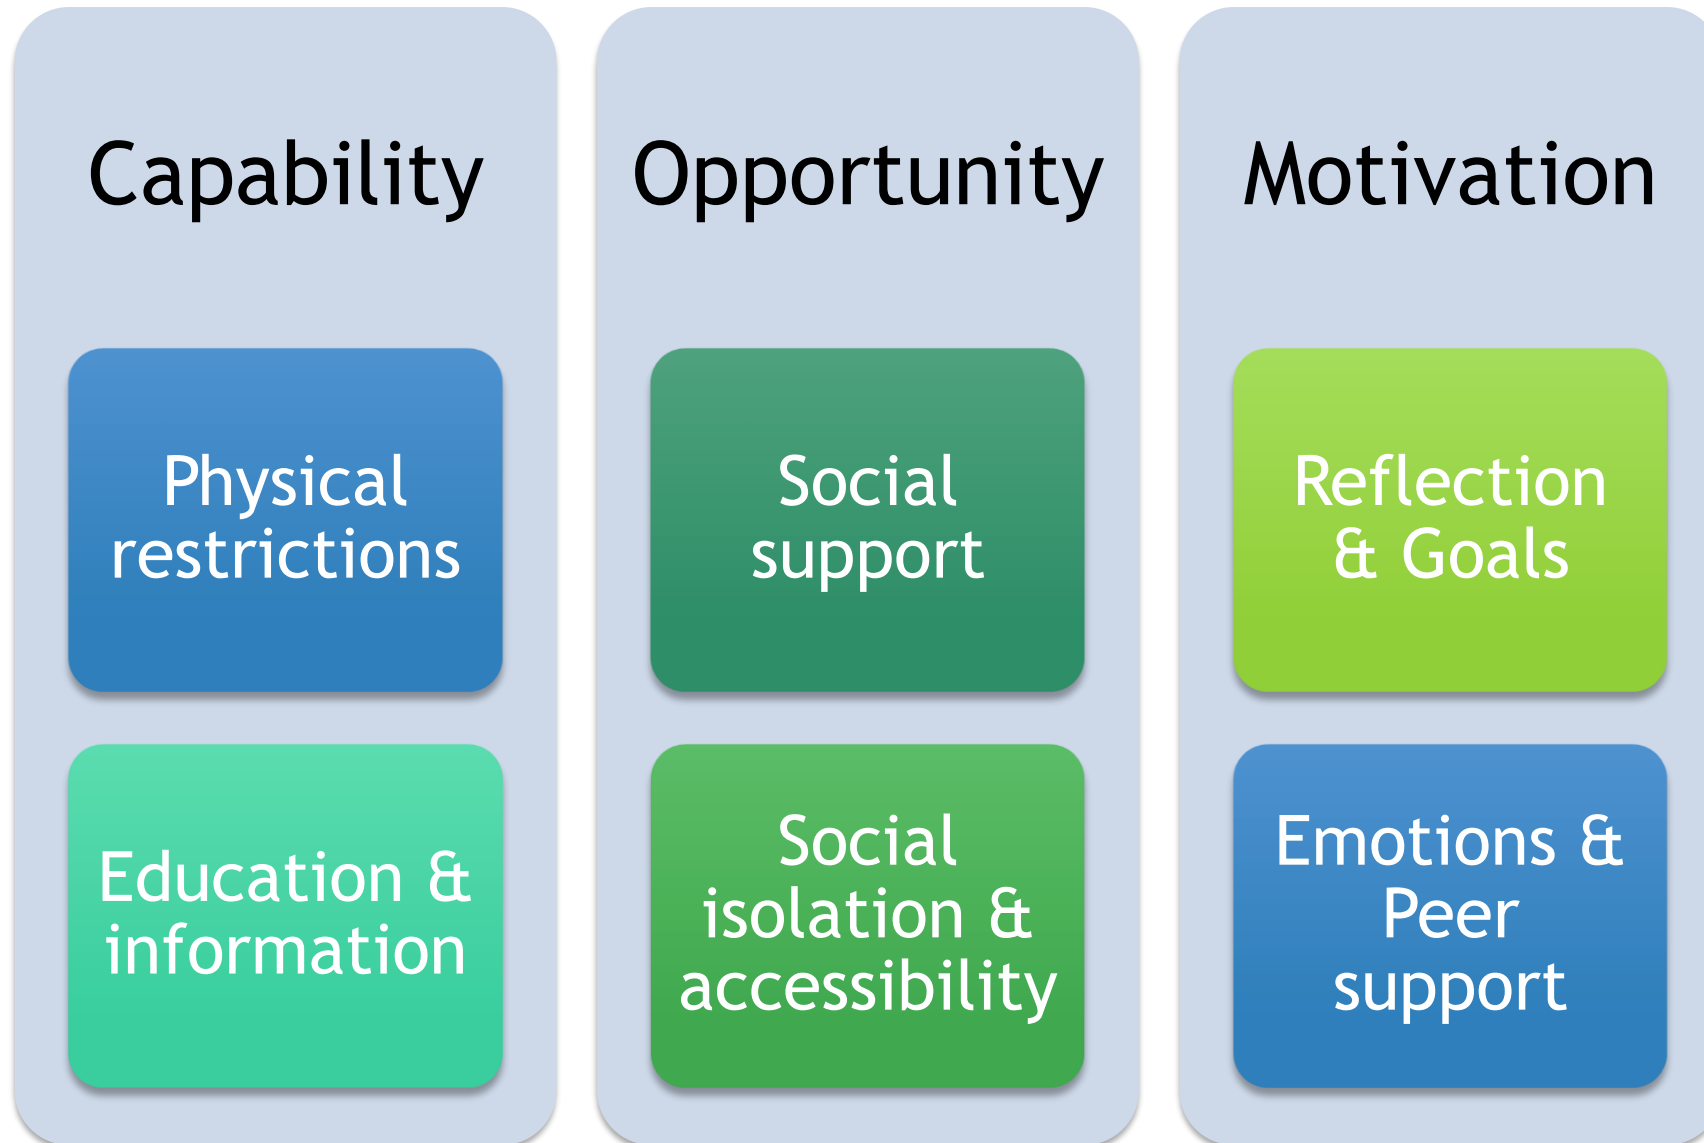 Capability
Physical
restrictions
Education &
information
Opportunity
Social
support
Social
isolation &
accessibility
Motivation
Reflection
& Goals
Emotions &
Peer
support